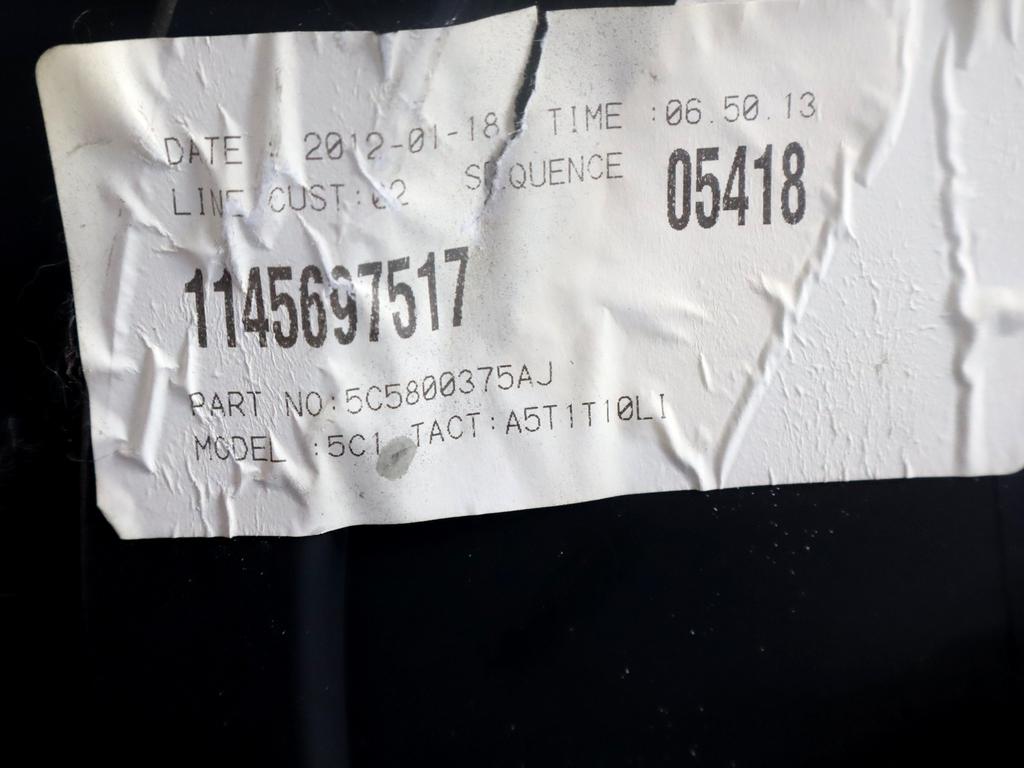 DATE : 2012-01-18 TIME :06.50.13
LINE CUST:02 SEQUENCE 05418
1145697517
PART NO:5C5800375AJ
MODEL :5C1 TACT:A5T1T10LI